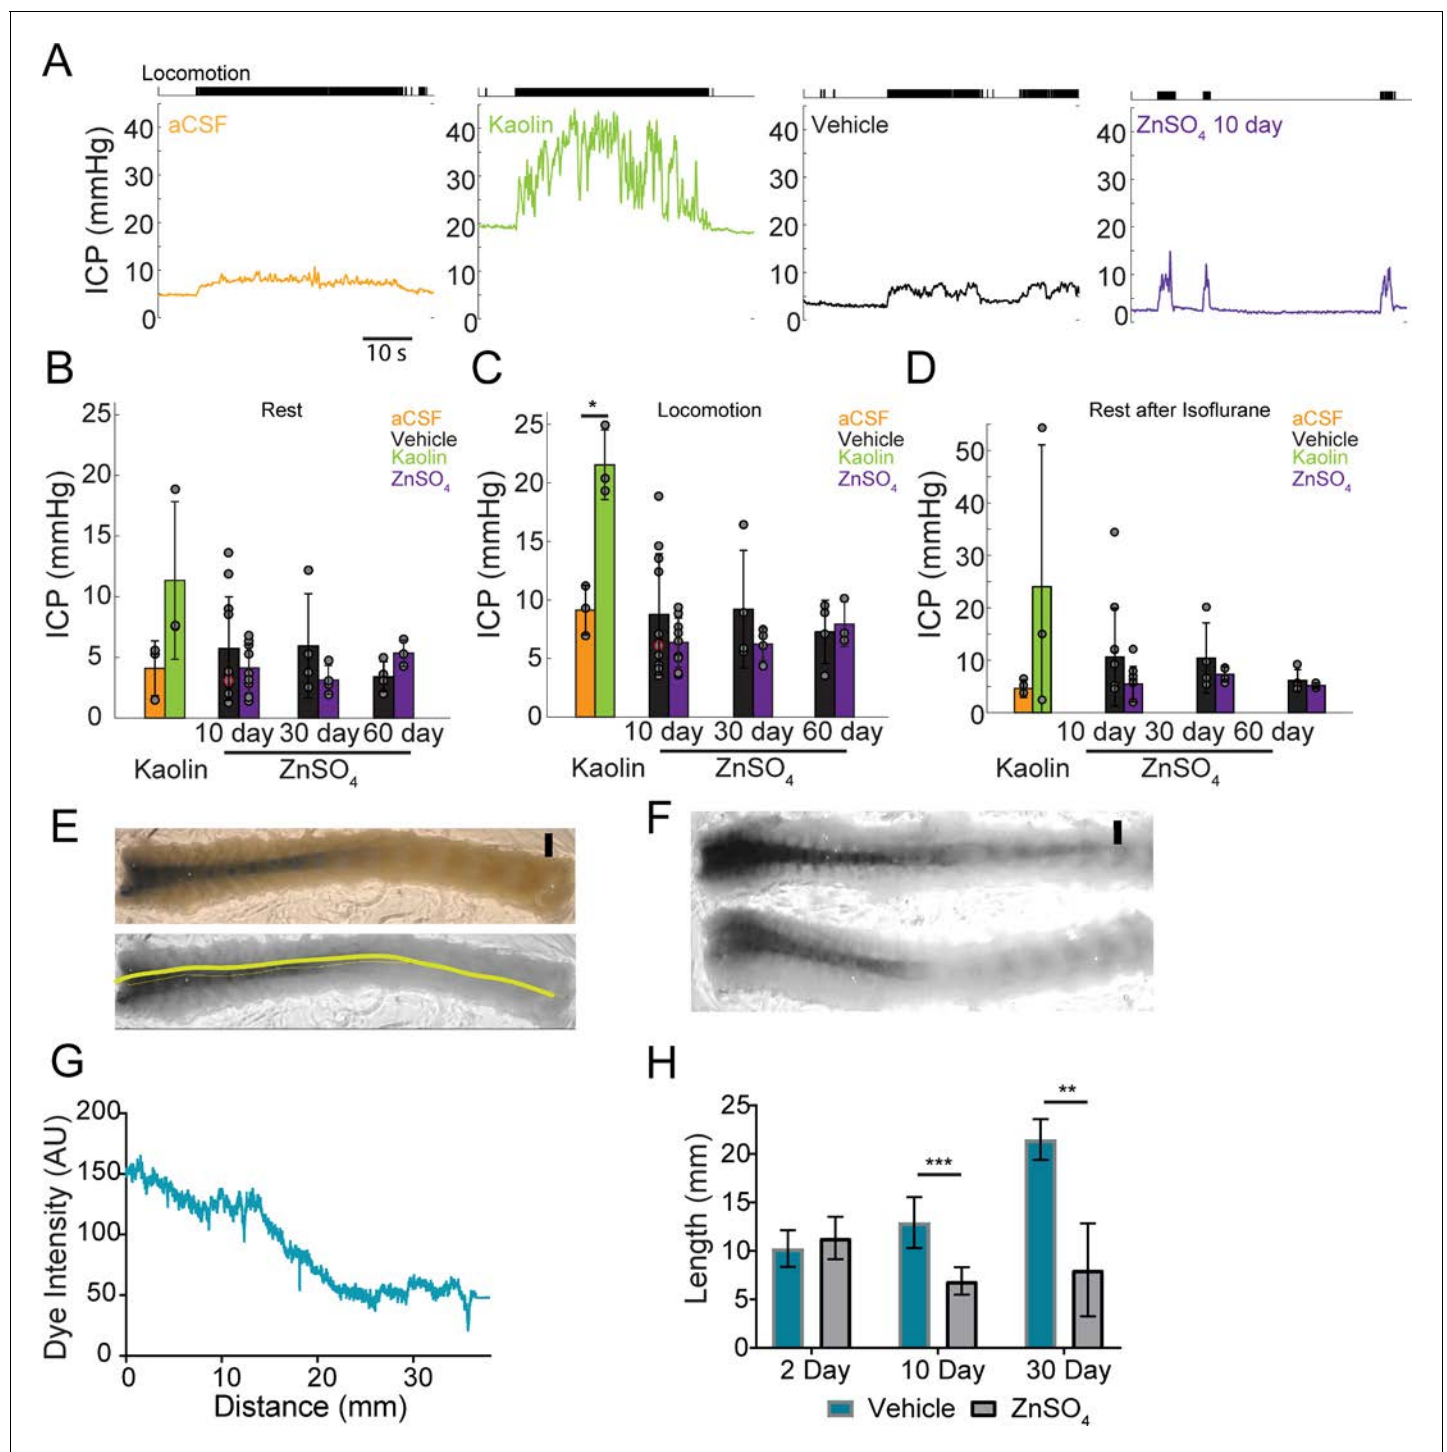 A
Locomotion
aCSF
Kaolin
Vehicle
ZnSO4 10 day
ICP (mmHg)
40
30
20
10
0
40
30
20
10
0
40
30
20
10
0
40
30
20
10
0
10 s
B
Rest
aCSF
Vehicle
Kaolin
ZnSO4
ICP (mmHg)
25
20
15
10
5
0
10 day 30 day 60 day
Kaolin ZnSO4
C
*
Locomotion
aCSF
Vehicle
Kaolin
ZnSO4
ICP (mmHg)
25
20
15
10
5
0
10 day 30 day 60 day
Kaolin ZnSO4
D
Rest after Isoflurane
aCSF
Vehicle
Kaolin
ZnSO4
ICP (mmHg)
50
40
30
20
10
0
10 day 30 day 60 day
Kaolin ZnSO4
E
F
G
Dye Intensity (AU)
200
150
100
50
0
0 10 20 30
Distance (mm)
H
Length (mm)
25
20
15
10
5
0
***
**
2 Day 10 Day 30 Day
Vehicle ZnSO4